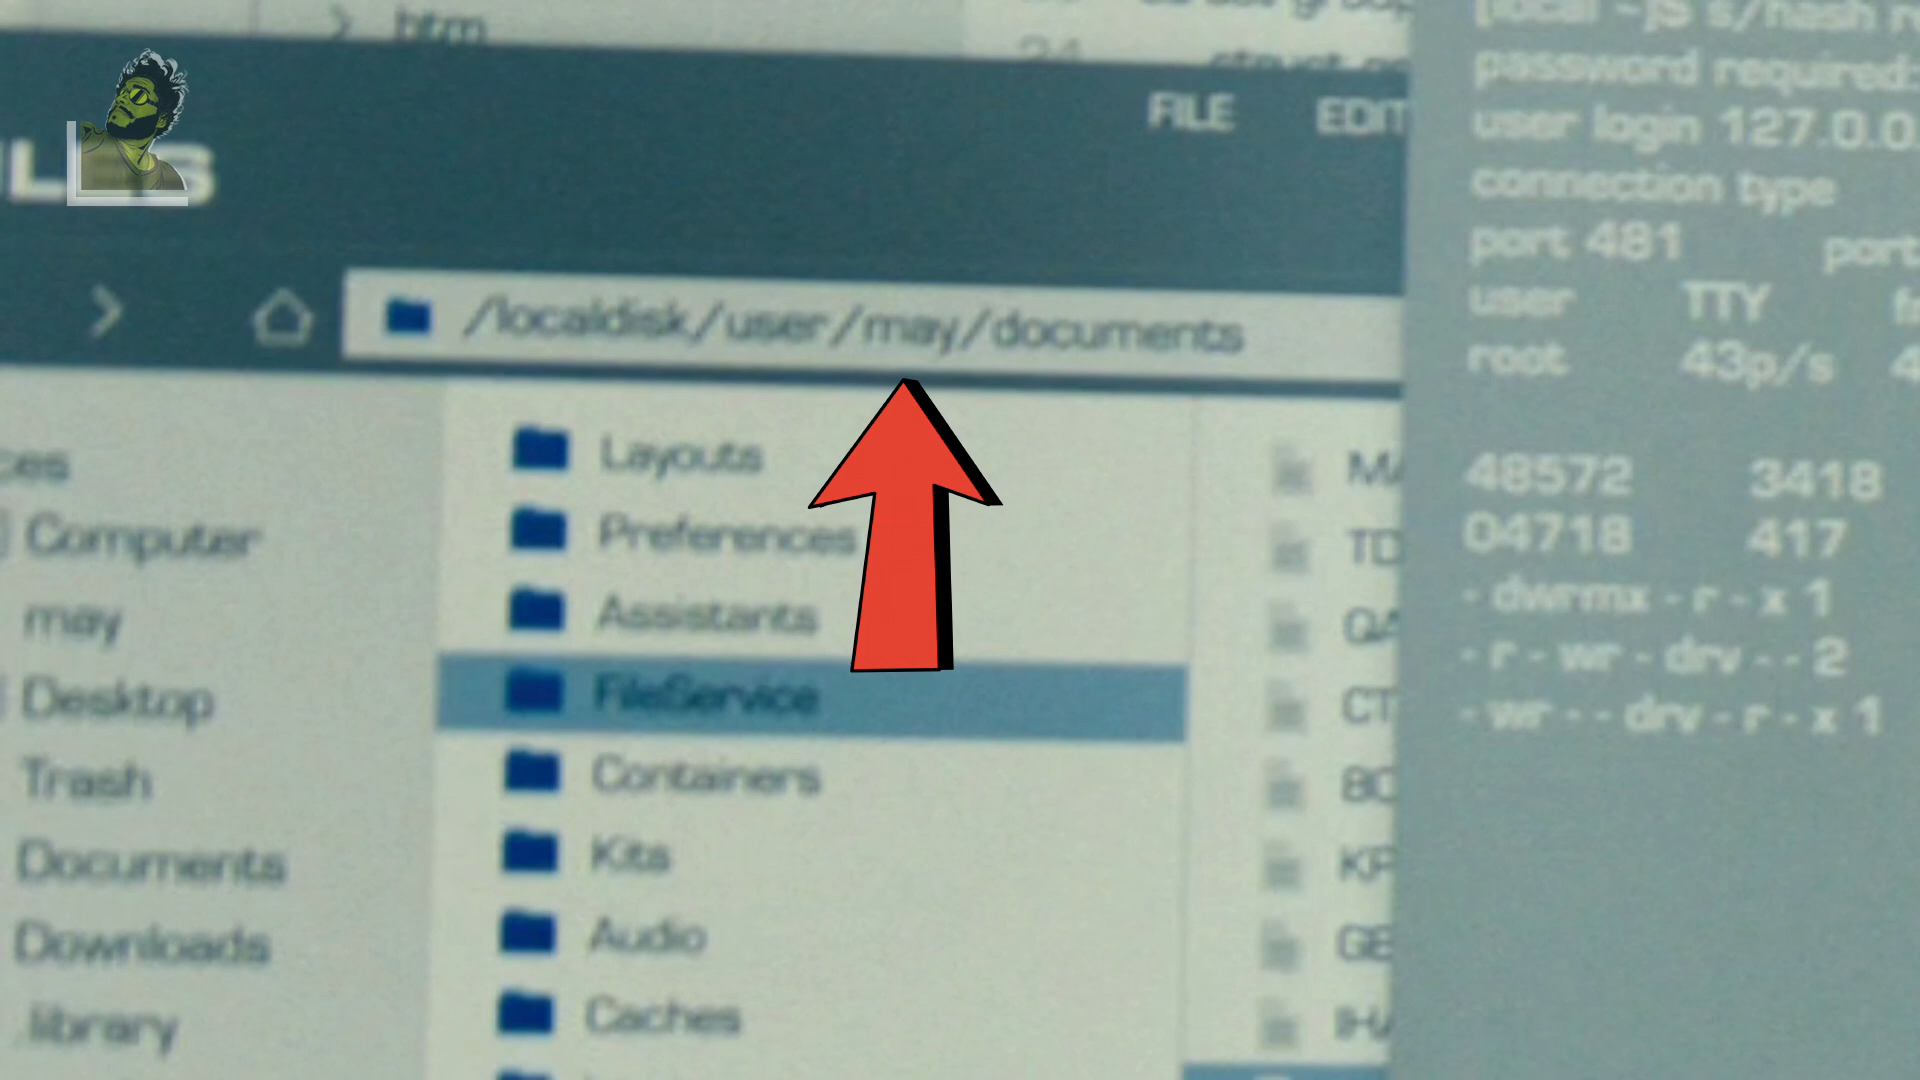 htm
24
FILE EDIT
/localdisk/user/may/documents
Computer
may
Desktop
Trash
Documents
Downloads
.library
Layouts
Preferences
Assistants
FileService
Containers
Kits
Audio
Caches
password required:
user login 127.0.0.
connection type
port 481 port
user TTY
root 43p/s
48572 3418
04718 417
- dwrmx - r - x 1
- r - wr - drv - - 2
- wr - - drv - r - x 1